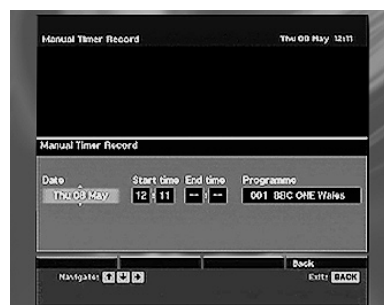 Manual Timer Record Thu 08 May 12:11
Manual Timer Record
Date Start time End time Programme
Thu 08 May 12 : 11 -- : -- 001 BBC ONE Wales
Back
Navigate: ↑ ↓ → Exit: BACK